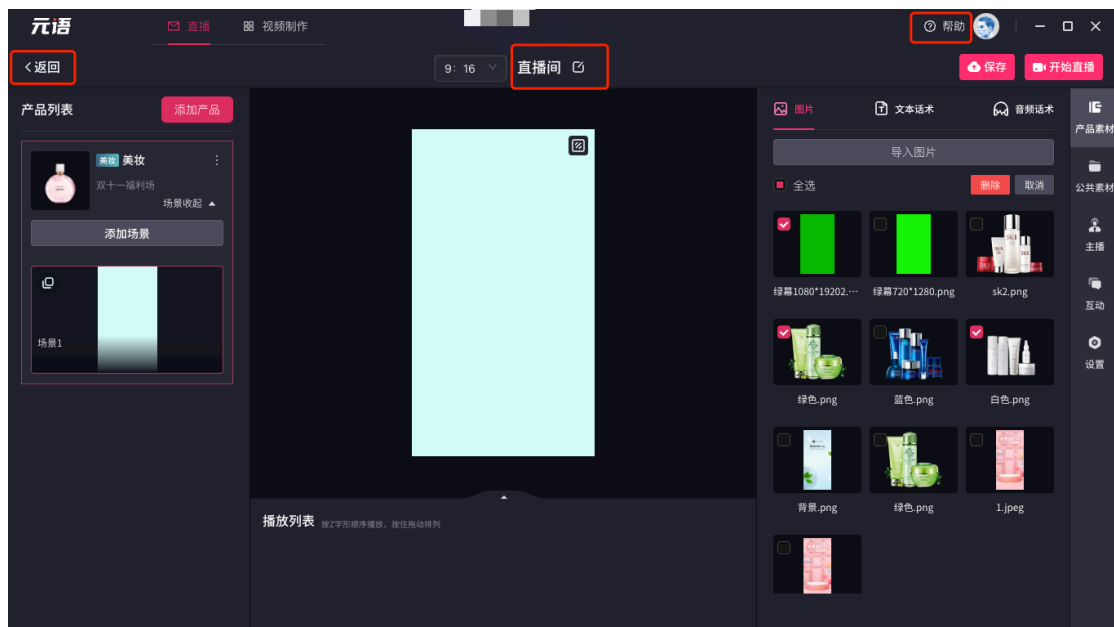 元语
直播
视频制作
帮助
返回
9: 16
直播间
保存
开始直播
产品列表
添加产品
美妆 美妆
双十一福利场
场景收起
添加场景
场景1
播放列表 按Z字形顺序播放，按住拖动排列
图片
文本话术
音频话术
导入图片
全选
删除
取消
绿幕1080*19202.…
绿幕720*1280.png
sk2.png
绿色.png
蓝色.png
白色.png
背景.png
绿色.png
1.jpeg
产品素材
公共素材
主播
互动
设置